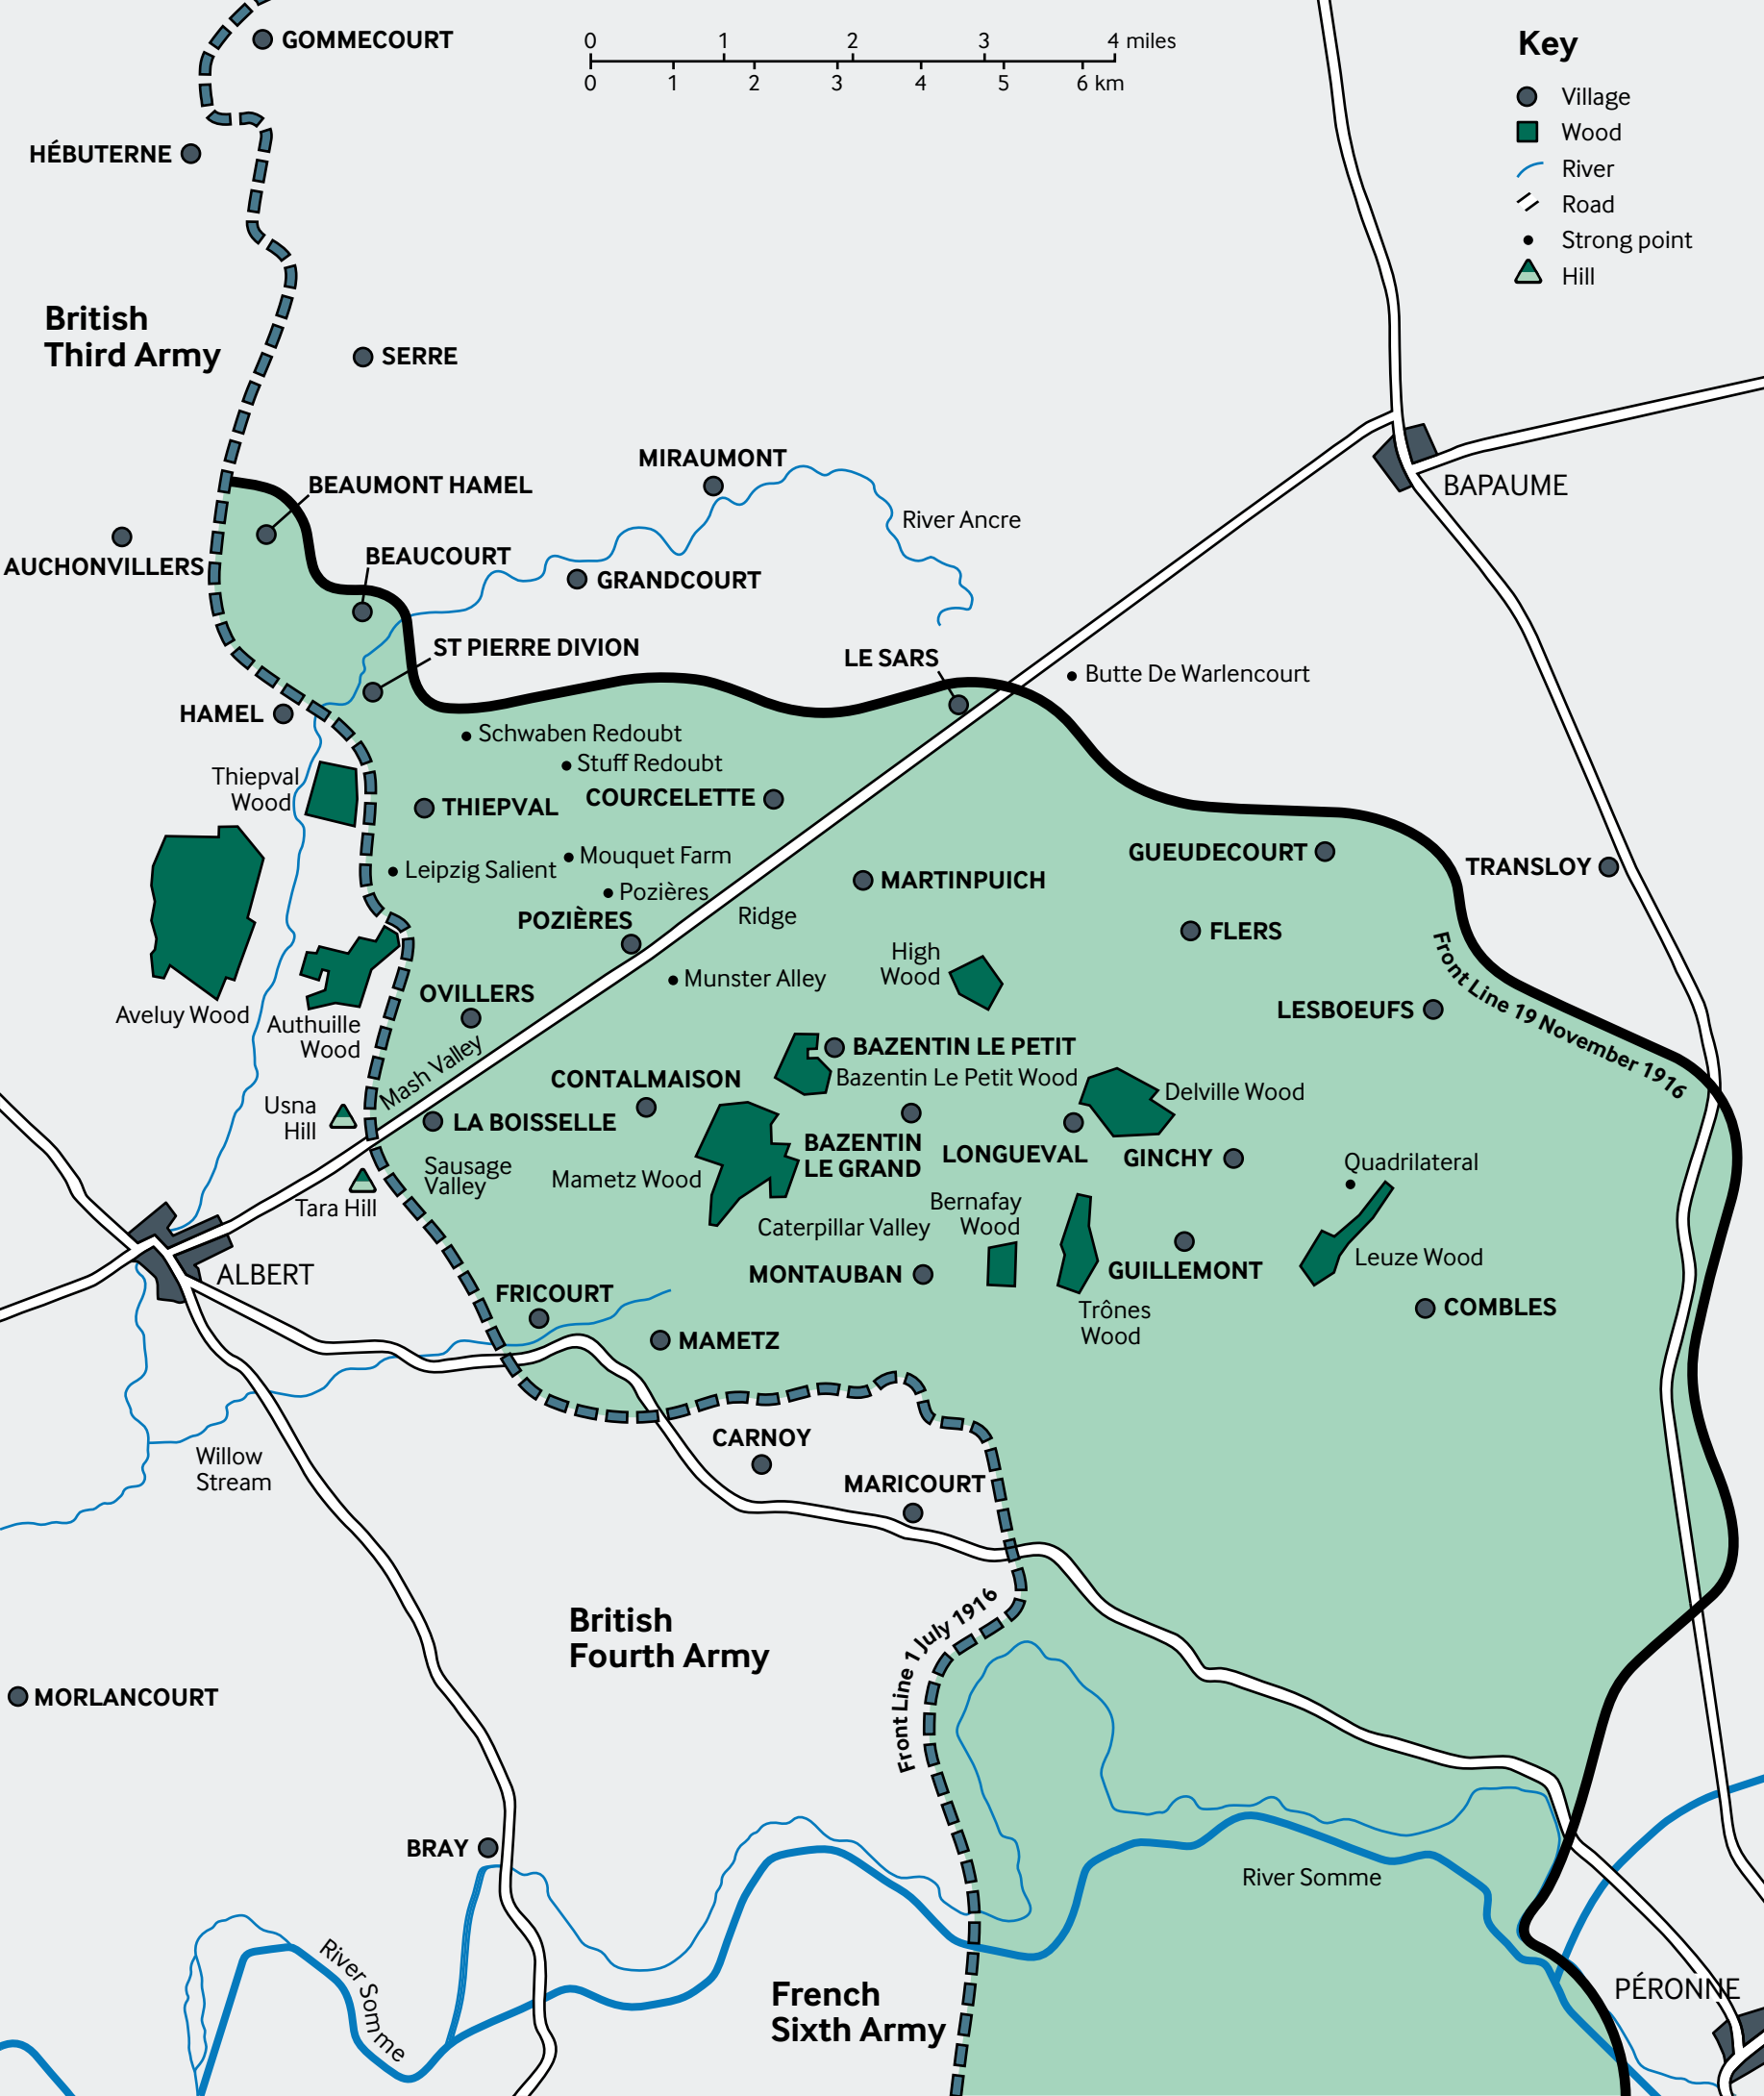 GOMMECOURT
0 1 2 3 4 miles
0 1 2 3 4 5 6 km
Key
Village
Wood
River
Road
Strong point
Hill
HÉBUTERNE
British
Third Army
SERRE
MIRAUMONT
BEAUMONT HAMEL
BAPAUME
River Ancre
AUCHONVILLERS
BEAUCOURT
GRANDCOURT
ST PIERRE DIVION
LE SARS
Butte De Warlencourt
HAMEL
Schwaben Redoubt
Stuff Redoubt
Thiepval
Wood
THIEPVAL
COURCELETTE
Leipzig Salient
Mouquet Farm
Pozières
Ridge
POZIÈRES
MARTINPUICH
GUEUDECOURT
TRANSLOY
FLERS
High
Wood
Munster Alley
OVILLERS
Aveluy Wood
Authuille
Wood
LESBOEUFS
Front Line 19 November 1916
Mash Valley
BAZENTIN LE PETIT
Bazentin Le Petit Wood
CONTALMAISON
Delville Wood
Usna
Hill
LA BOISSELLE
BAZENTIN
LE GRAND
LONGUEVAL
GINCHY
Quadrilateral
Sausage
Valley
Mametz Wood
Tara Hill
Bernafay
Wood
Caterpillar Valley
Leuze Wood
ALBERT
MONTAUBAN
GUILLEMONT
FRICOURT
COMBLES
Trônes
Wood
MAMETZ
CARNOY
Willow
Stream
MARICOURT
British
Fourth Army
Front Line 1 July 1916
MORLANCOURT
BRAY
River Somme
River Somme
French
Sixth Army
PÉRONNE